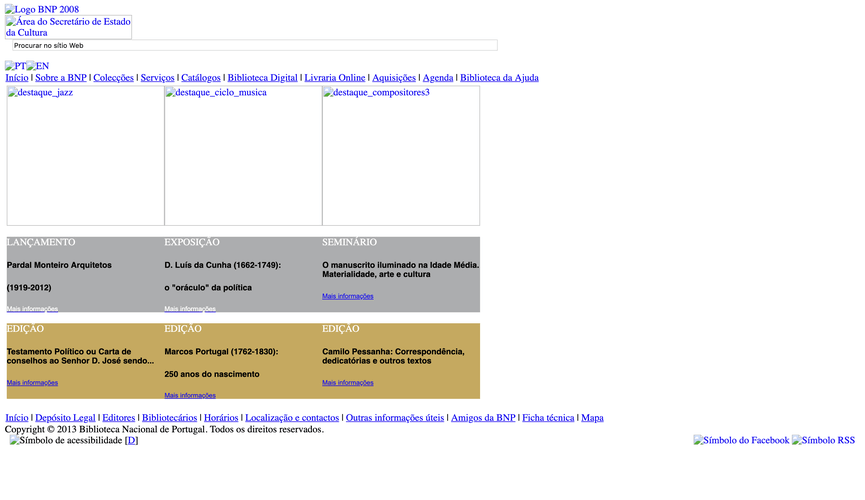 Logo BNP 2008
Área do Secretário de Estado
da Cultura
Procurar no sítio Web
PT EN
Início | Sobre a BNP | Colecções | Serviços | Catálogos | Biblioteca Digital | Livraria Online | Aquisições | Agenda | Biblioteca da Ajuda
destaque_jazz destaque_ciclo_musica destaque_compositores3
LANÇAMENTO
Pardal Monteiro Arquitetos
(1919-2012)
Mais informações
EXPOSIÇÃO
D. Luís da Cunha (1662-1749):
o "oráculo" da política
Mais informações
SEMINÁRIO
O manuscrito iluminado na Idade Média.
Materialidade, arte e cultura
Mais informações
EDIÇÃO
Testamento Político ou Carta de
conselhos ao Senhor D. José sendo...
Mais informações
EDIÇÃO
Marcos Portugal (1762-1830):
250 anos do nascimento
Mais informações
EDIÇÃO
Camilo Pessanha: Correspondência,
dedicatórias e outros textos
Mais informações
Início | Depósito Legal | Editores | Bibliotecários | Horários | Localização e contactos | Outras informações úteis | Amigos da BNP | Ficha técnica | Mapa
Copyright © 2013 Biblioteca Nacional de Portugal. Todos os direitos reservados.
Símbolo de acessibilidade [D] Símbolo do Facebook Símbolo RSS